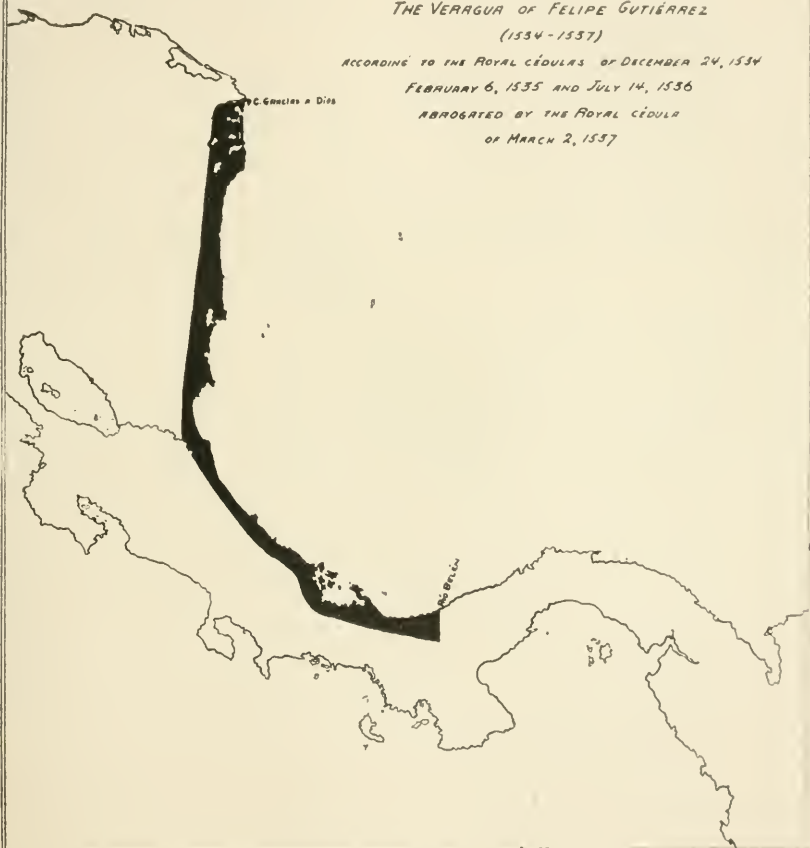 THE VERAGUA OF FELIPE GUTIÉRREZ
(1534-1537)
ACCORDING TO THE ROYAL CÉDULAS OF DECEMBER 24, 1534
FEBRUARY 6, 1535 AND JULY 14, 1536
ABROGATED BY THE ROYAL CÉDULA
OF MARCH 2, 1537
C. GRACIAS A DIOS
RIO BELÉN